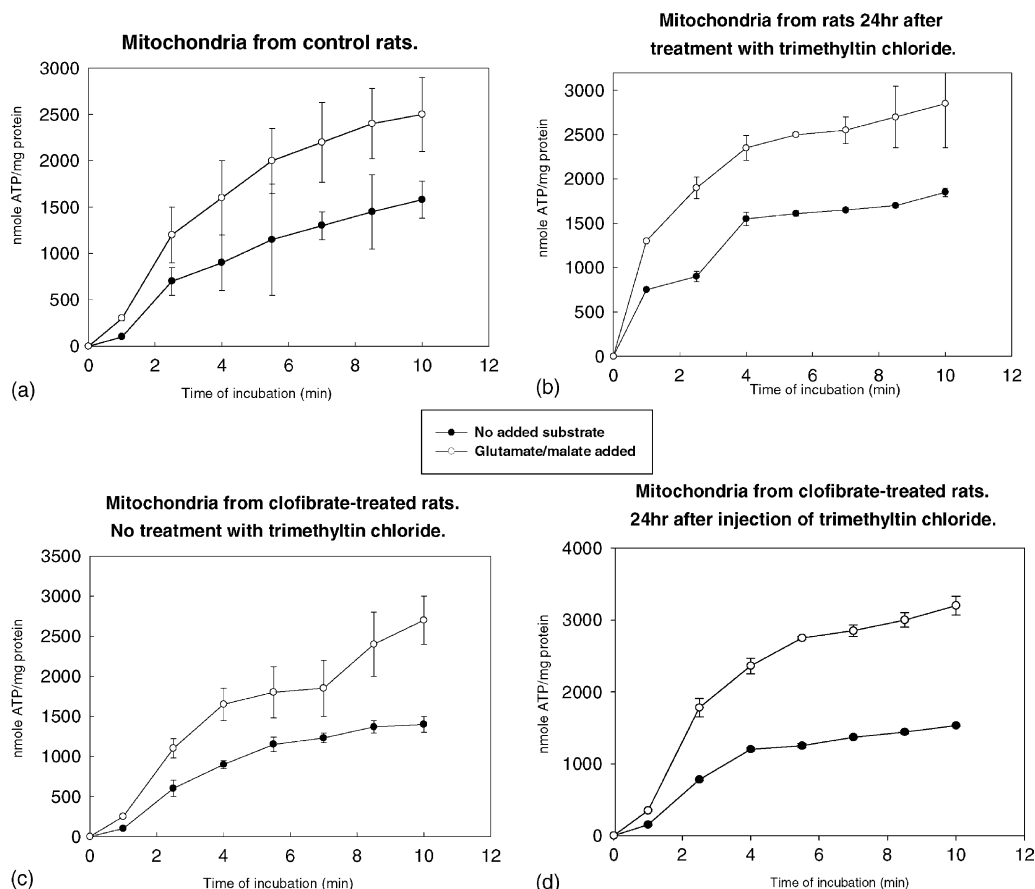 Mitochondria from control rats.
nmole ATP/mg protein
3000
2500
2000
1500
1000
500
0
0 2 4 6 8 10 12
Time of incubation (min)
(a)
Mitochondria from rats 24hr after
treatment with trimethyltin chloride.
nmole ATP/mg protein
3000
2500
2000
1500
1000
500
0
0 2 4 6 8 10 12
Time of incubation (min)
(b)
No added substrate
Glutamate/malate added
Mitochondria from clofibrate-treated rats.
No treatment with trimethyltin chloride.
nmole ATP/mg protein
3500
3000
2500
2000
1500
1000
500
0
0 2 4 6 8 10 12
Time of incubation (min)
(c)
Mitochondria from clofibrate-treated rats.
24hr after injection of trimethyltin chloride.
nmole ATP/mg protein
4000
3000
2000
1000
0
0 2 4 6 8 10 12
Time of incubation (min)
(d)